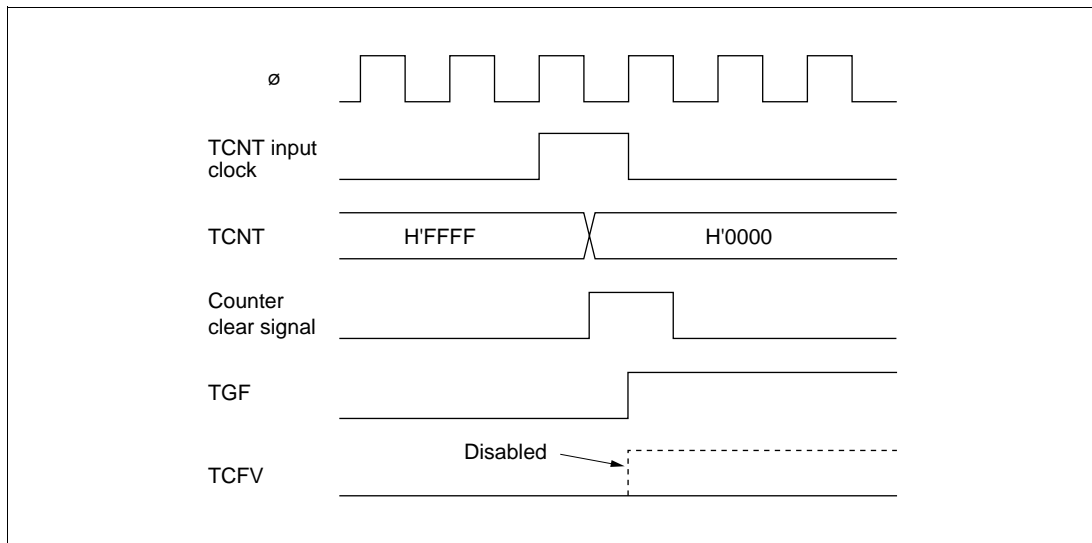 ø
TCNT input
clock
TCNT
H'FFFF
H'0000
Counter
clear signal
TGF
Disabled
TCFV